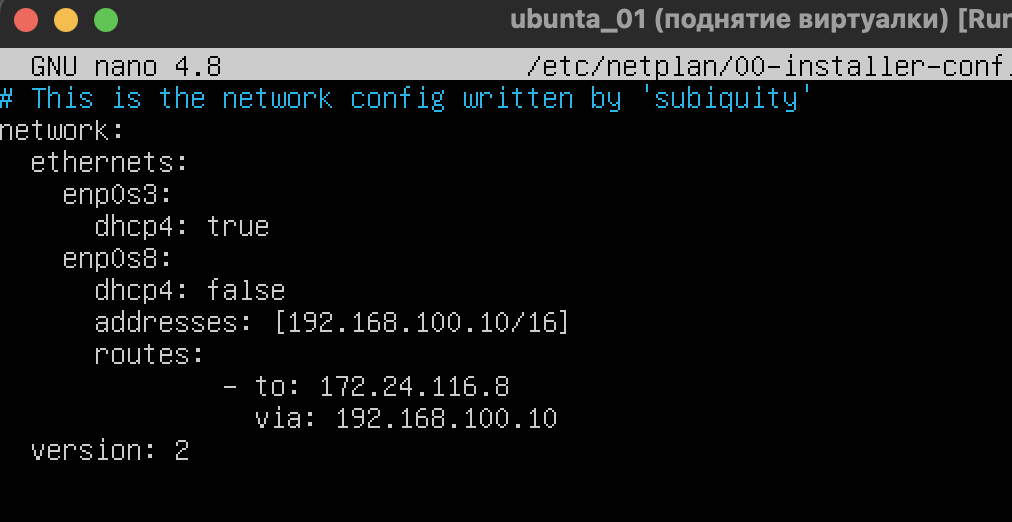 ubunta_01 (поднятие виртуалки) [Run
GNU nano 4.8 /etc/netplan/00-installer-conf.
# This is the network config written by 'subiquity'
network:
  ethernets:
    enp0s3:
      dhcp4: true
    enp0s8:
      dhcp4: false
      addresses: [192.168.100.10/16]
      routes:
              - to: 172.24.116.8
                via: 192.168.100.10
  version: 2